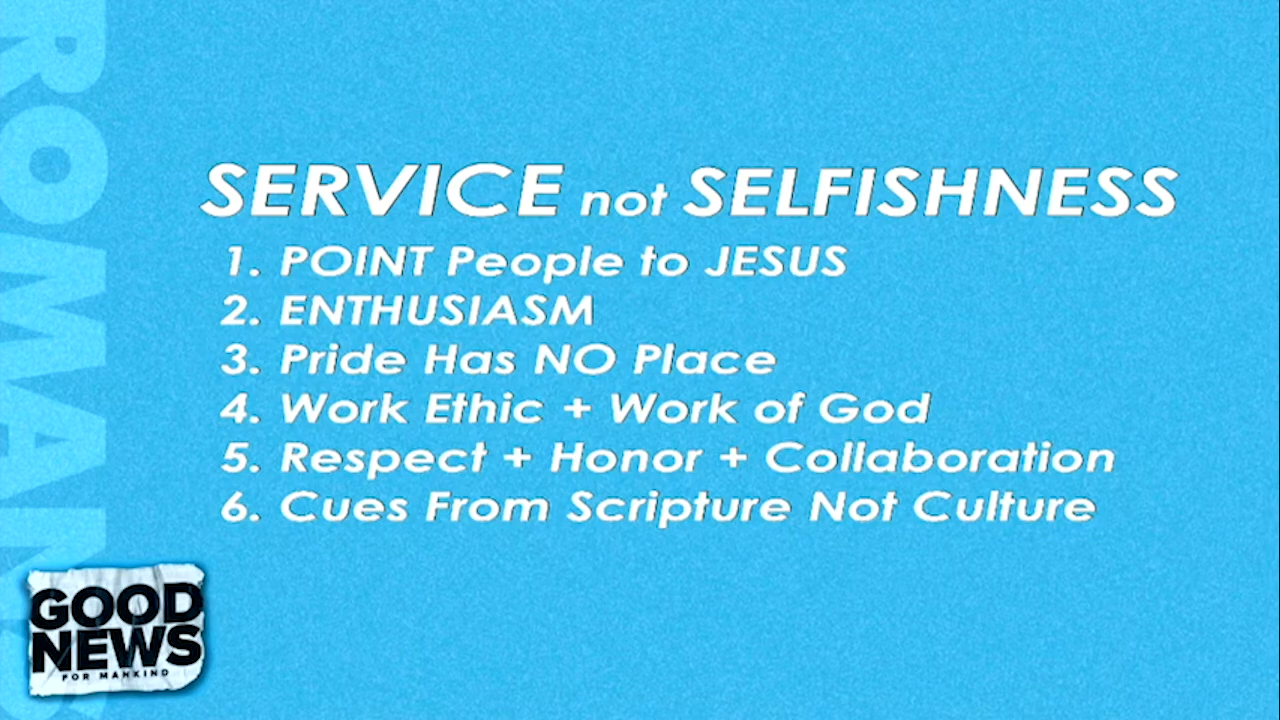 ROMANS
SERVICE not SELFISHNESS
1. POINT People to JESUS
2. ENTHUSIASM
3. Pride Has NO Place
4. Work Ethic + Work of God
5. Respect + Honor + Collaboration
6. Cues From Scripture Not Culture
GOOD
NEWS
FOR MANKIND